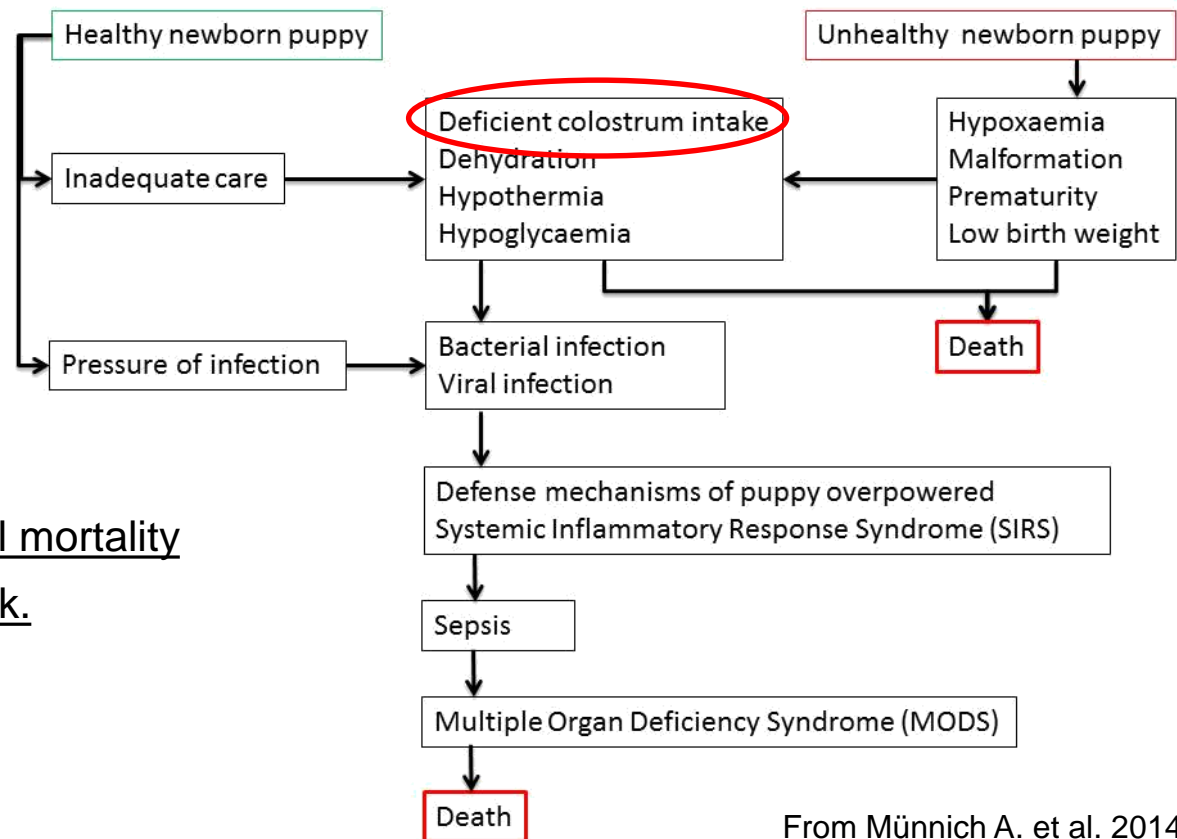 Healthy newborn puppy
Unhealthy newborn puppy
Deficient colostrum intake
Dehydration
Hypothermia
Hypoglycaemia
Hypoxaemia
Malformation
Prematurity
Low birth weight
Inadequate care
Pressure of infection
Bacterial infection
Viral infection
Death
Defense mechanisms of puppy overpowered
Systemic Inflammatory Response Syndrome (SIRS)
mortality
Sepsis
Multiple Organ Deficiency Syndrome (MODS)
Death
From Münnich A. et al. 2014